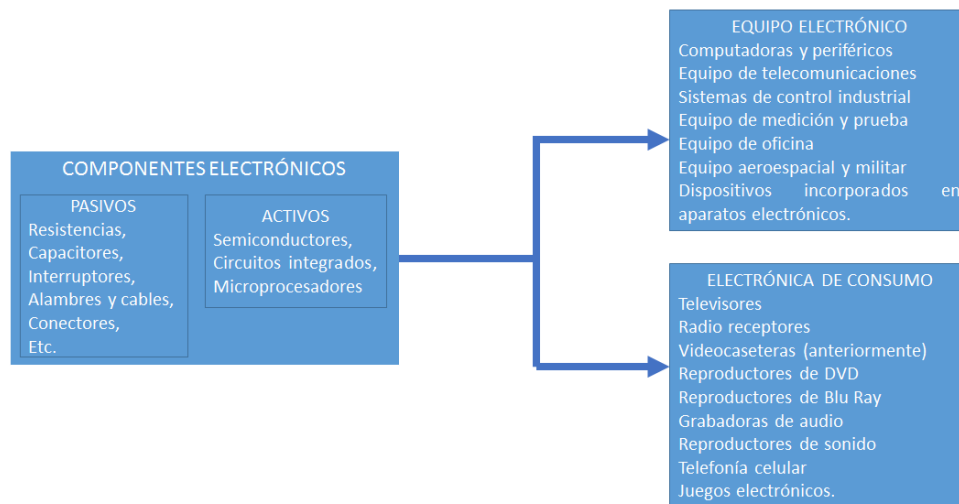 COMPONENTES ELECTRÓNICOS
PASIVOS
Resistencias,
Capacitores,
Interruptores,
Alambres y cables,
Conectores,
Etc.
ACTIVOS
Semiconductores,
Circuitos integrados,
Microprocesadores
EQUIPO ELECTRÓNICO
Computadoras y periféricos
Equipo de telecomunicaciones
Sistemas de control industrial
Equipo de medición y prueba
Equipo de oficina
Equipo aeroespacial y militar
Dispositivos incorporados en
aparatos electrónicos.
ELECTRÓNICA DE CONSUMO
Televisores
Radio receptores
Videocaseteras (anteriormente)
Reproductores de DVD
Reproductores de Blu Ray
Grabadoras de audio
Reproductores de sonido
Telefonía celular
Juegos electrónicos.